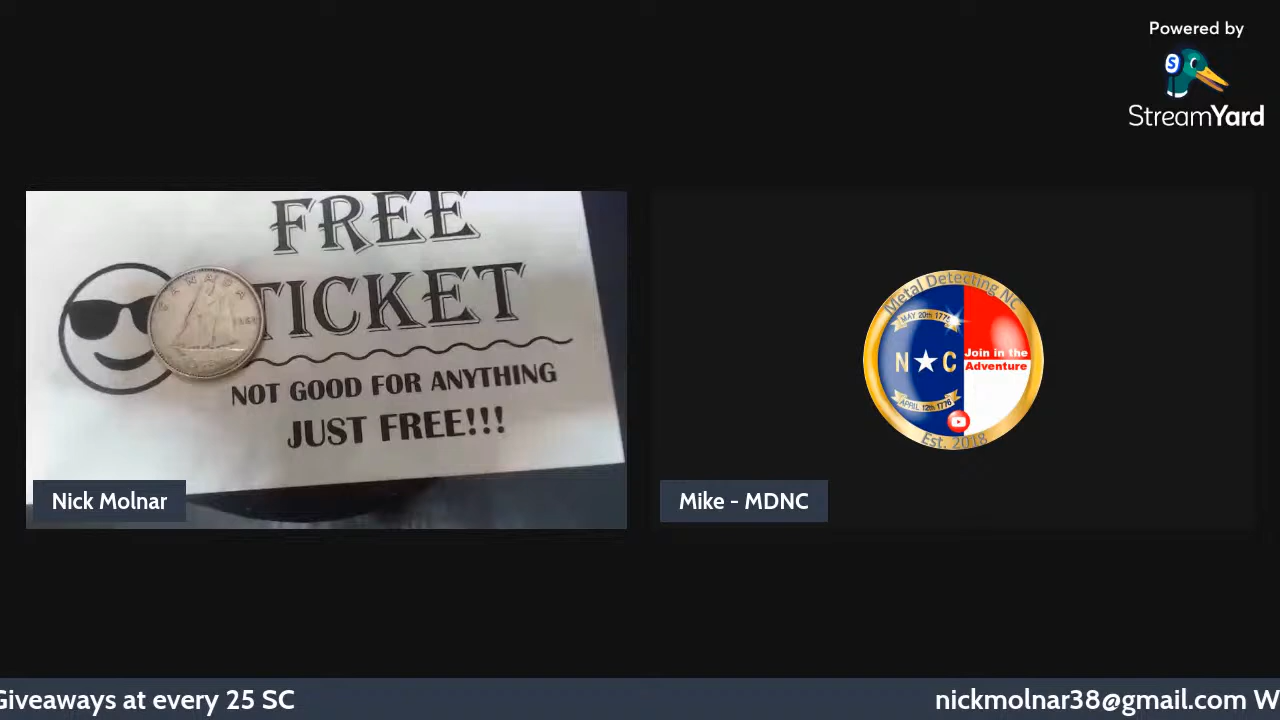 Powered by
S
StreamYard
FREE
TICKET
NOT GOOD FOR ANYTHING
JUST FREE!!!
CANADA
Nick Molnar
Metal Detecting NC
MAY 20th 1775
N★C
Join in the
Adventure
APRIL 12th 1776
Est. 2018
Mike - MDNC
Giveaways at every 25 SC
nickmolnar38@gmail.com W